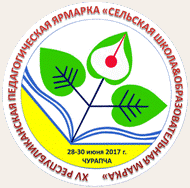 XV РЕСПУБЛИКАНСКАЯ ПЕДАГОГИЧЕСКАЯ ЯРМАРКА «СЕЛЬСКАЯ ШКОЛА&ОБРАЗОВАТЕЛЬНАЯ МАРКА»
28-30 июня 2017 г.
ЧУРАПЧА